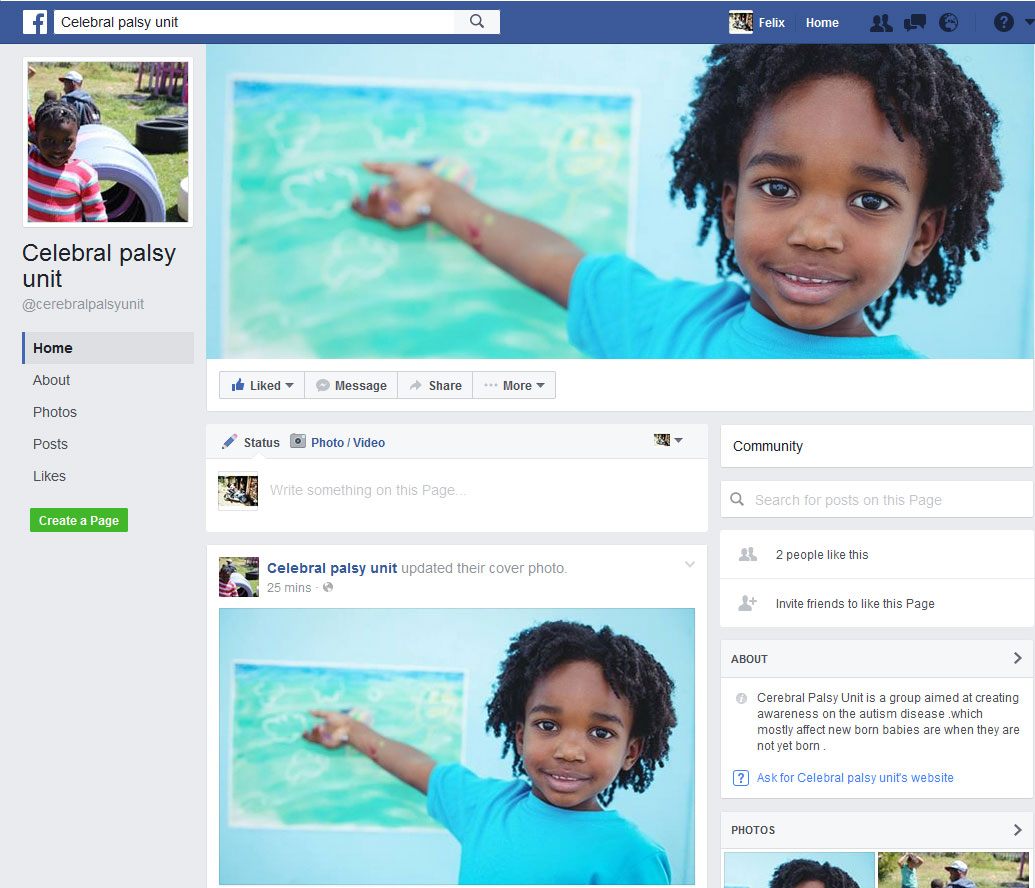 Celebral palsy unit
Felix
Home
?
Celebral palsy
unit
@cerebralpalsyunit
Home
About
Photos
Posts
Likes
Create a Page
Liked
Message
Share
More
Status
Photo / Video
Write something on this Page...
Celebral palsy unit updated their cover photo.
25 mins ·
Community
Search for posts on this Page
2 people like this
Invite friends to like this Page
ABOUT
Cerebral Palsy Unit is a group aimed at creating
awareness on the autism disease .which
mostly affect new born babies are when they are
not yet born .
? Ask for Celebral palsy unit's website
PHOTOS